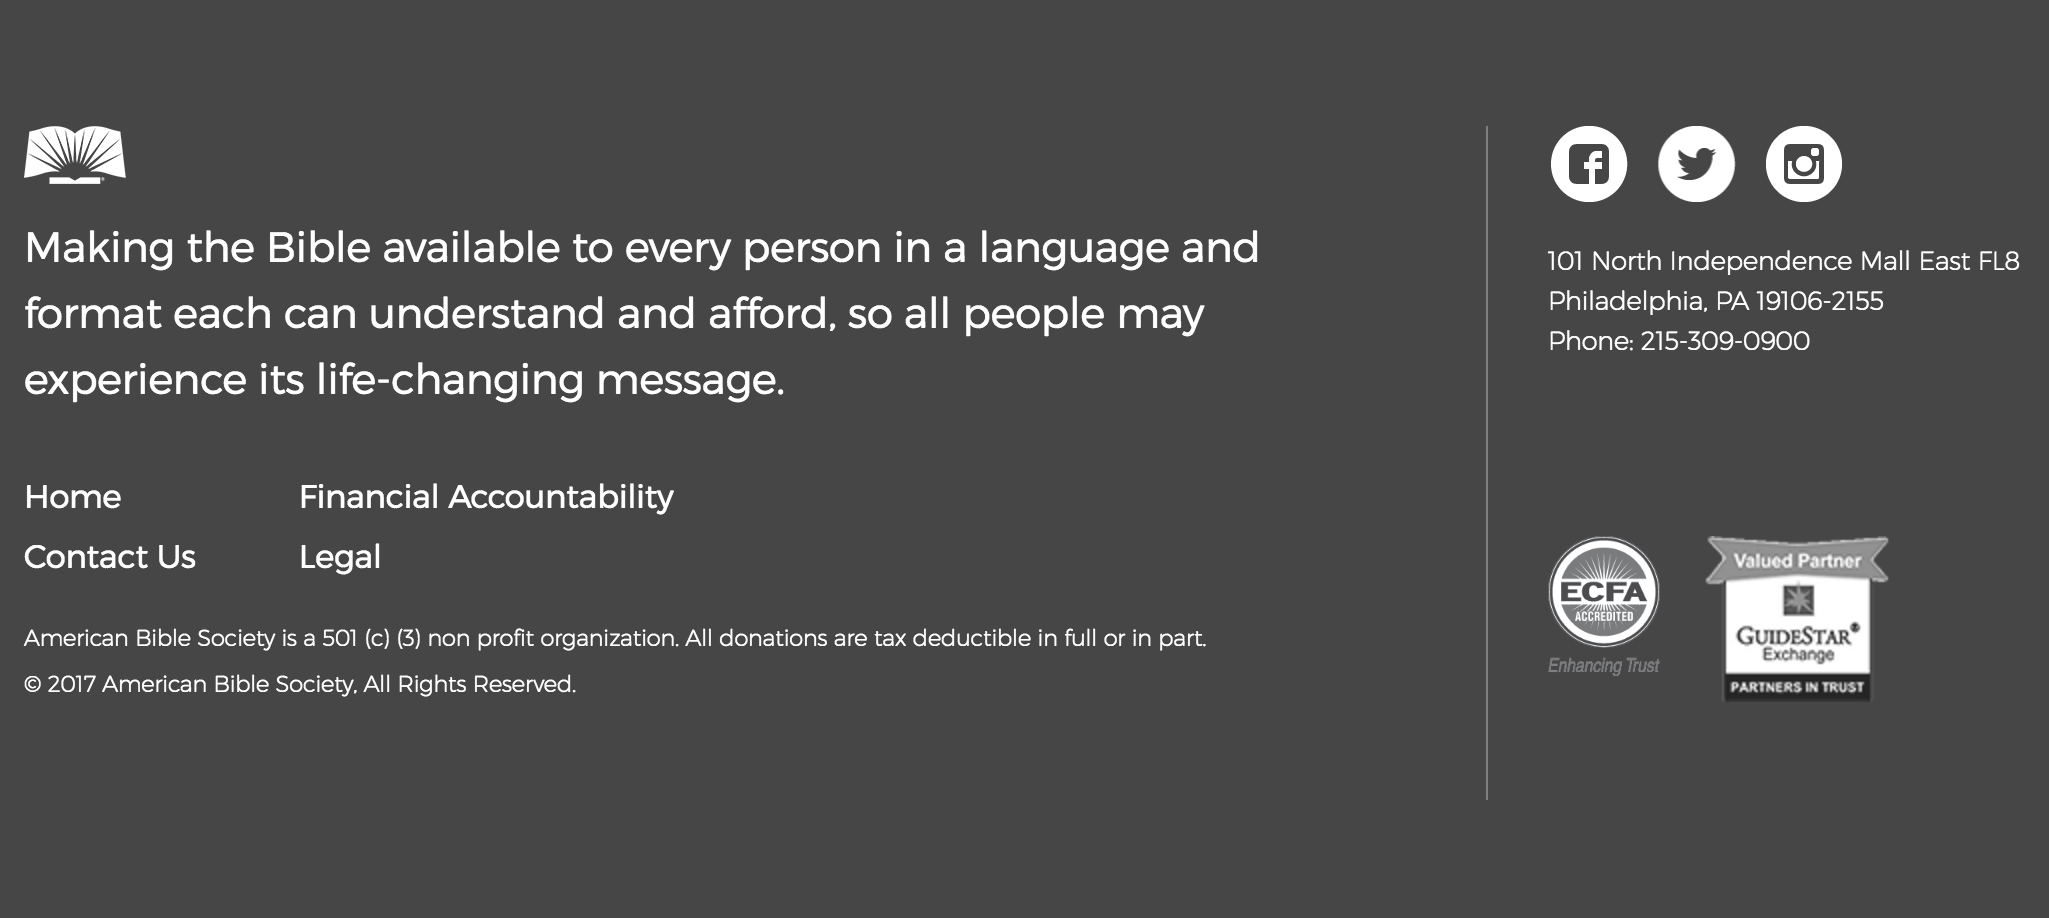 Making the Bible available to every person in a language and
format each can understand and afford, so all people may
experience its life-changing message.
Home
Financial Accountability
Contact Us
Legal
American Bible Society is a 501 (c) (3) non profit organization. All donations are tax deductible in full or in part.
© 2017 American Bible Society, All Rights Reserved.
101 North Independence Mall East FL8
Philadelphia, PA 19106-2155
Phone: 215-309-0900
ECFA
ACCREDITED
Enhancing Trust
Valued Partner
GUIDESTAR®
Exchange
PARTNERS IN TRUST